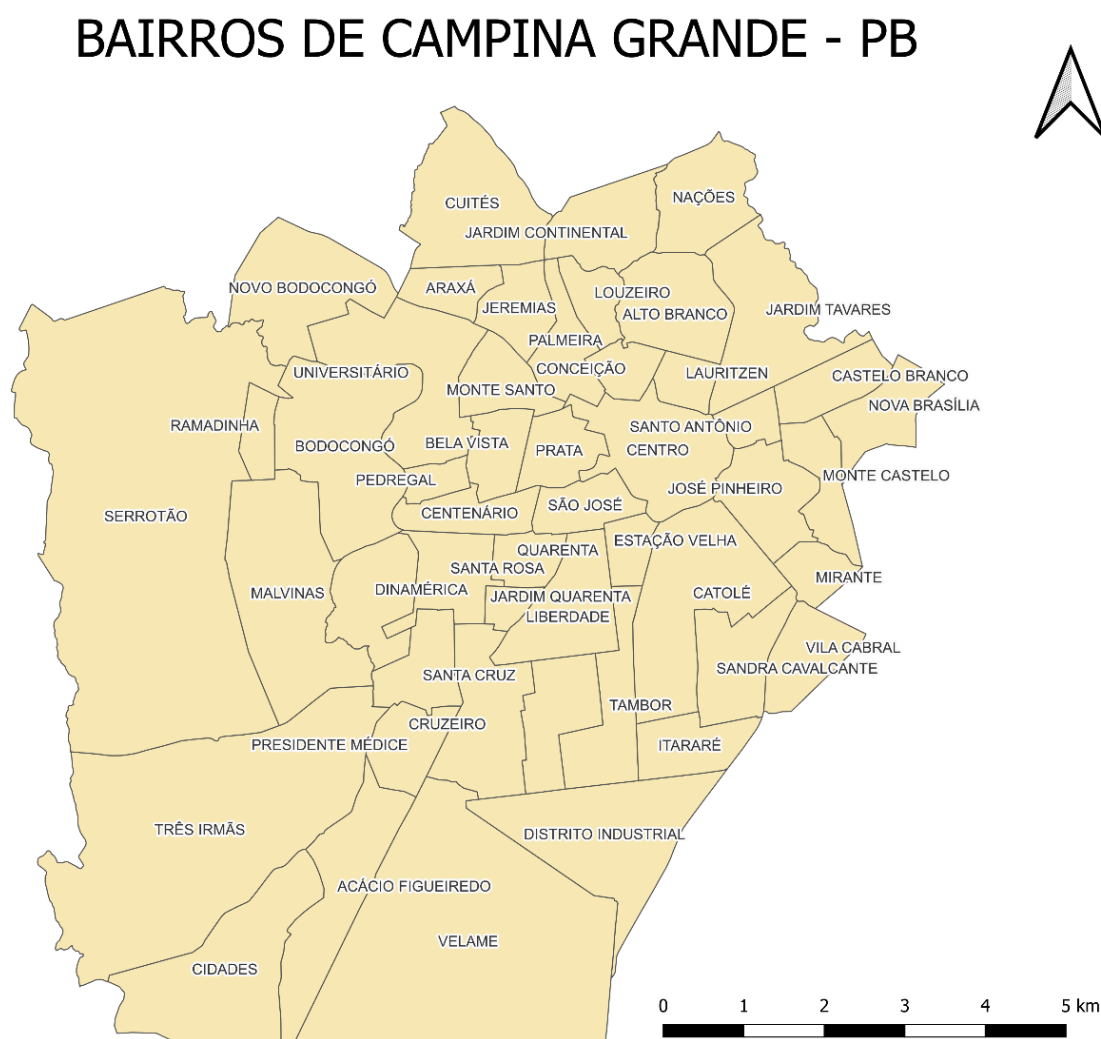 BAIRROS DE CAMPINA GRANDE - PB
NAÇÕES
CUITÉS
JARDIM CONTINENTAL
NOVO BODOCONGÓ
ARAXÁ
LOUZEIRO
JEREMIAS
ALTO BRANCO
JARDIM TAVARES
PALMEIRA
CONCEIÇÃO
UNIVERSITÁRIO
LAURITZEN
CASTELO BRANCO
MONTE SANTO
NOVA BRASÍLIA
RAMADINHA
SANTO ANTÔNIO
BODOCONGÓ
BELA VISTA
PRATA
CENTRO
PEDREGAL
JOSÉ PINHEIRO
MONTE CASTELO
SERROTÃO
CENTENÁRIO
SÃO JOSÉ
ESTAÇÃO VELHA
QUARENTA
SANTA ROSA
MIRANTE
MALVINAS
DINAMÉRICA
JARDIM QUARENTA
CATOLÉ
LIBERDADE
VILA CABRAL
SANTA CRUZ
SANDRA CAVALCANTE
TAMBOR
CRUZEIRO
PRESIDENTE MÉDICE
ITARARÉ
TRÊS IRMÃS
DISTRITO INDUSTRIAL
ACÁCIO FIGUEIREDO
VELAME
CIDADES
0 1 2 3 4 5 km